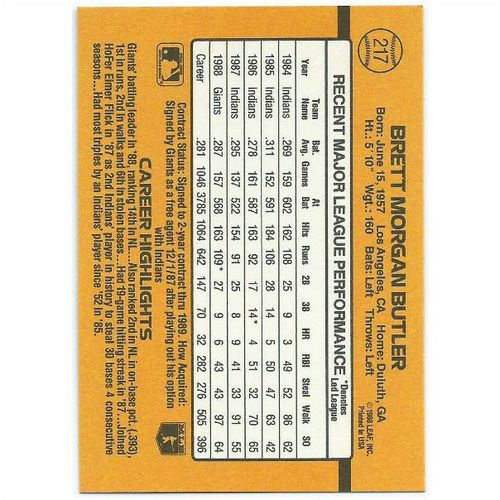 217
BRETT MORGAN BUTLER
Born: June 15, 1957 Los Angeles, CA Home: Duluth, GA
Ht.: 5' 10" Wgt.: 160 Bats: Left Throws: Left
©1988 LEAF, INC.
Printed in USA
RECENT MAJOR LEAGUE PERFORMANCE *Denotes Led League
Year Team Name Bat. Avg. Games At Bat Hits Runs 2B 3B HR RBI Steal Walk SO
1984 Indians .269 159 602 162 108 25 9 3 49 52 86 62
1985 Indians .311 152 591 184 106 28 14 5 50 47 63 42
1986 Indians .278 161 587 163 92 17 14* 4 51 32 70 65
1987 Indians .295 137 522 154 91 25 8 9 41 33 91 55
1988 Giants .287 157 568 163 109* 27 9 6 43 43 97 64
Career .281 1046 3785 1064 642 147 70 276 505 396
Contract Status: Signed to 2-year contract thru 1989. How Acquired:
Signed by Giants as a free agent 12/1/87 after playing out his option
with Indians
CAREER HIGHLIGHTS
Giants' batting leader in '88, ranking 14th in NL...Also ranked 2nd in NL in on-base pct. (.393),
1st in runs, 2nd in walks and 6th in stolen bases...Had 19-game hitting streak in '87...Joined
HoFer Elmer Flick in '87 as 2nd Indians' player in history to steal 30 bases 4 consecutive
seasons...Had most triples by an Indians' player since '52 in '85.